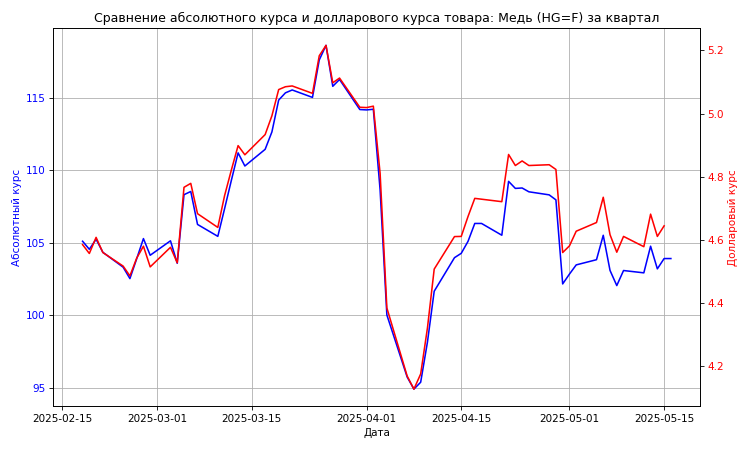 Сравнение абсолютного курса и долларового курса товара: Медь (HG=F) за квартал
Абсолютный курс
115
110
105
100
95
5.2
5.0
4.8
4.6
4.4
4.2
Долларовый курс
2025-02-15 2025-03-01 2025-03-15 2025-04-01 2025-04-15 2025-05-01 2025-05-15
Дата